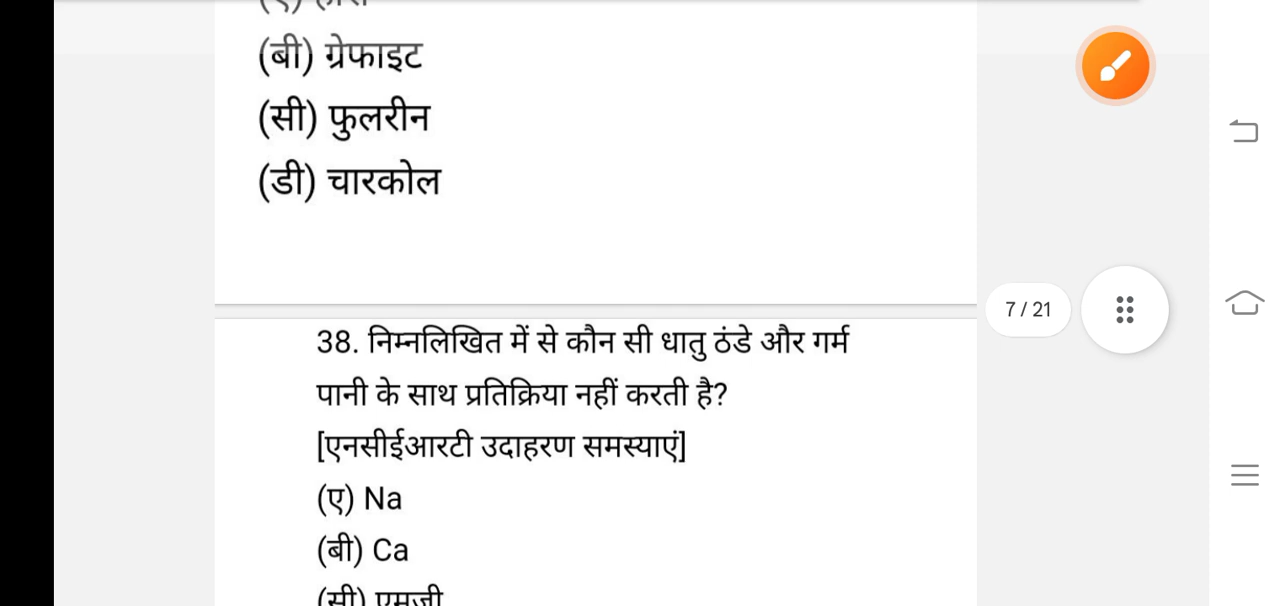 (बी) ग्रेफाइट
(सी) फुलरीन
(डी) चारकोल
7 / 21
38. निम्नलिखित में से कौन सी धातु ठंडे और गर्म
पानी के साथ प्रतिक्रिया नहीं करती है?
[एनसीईआरटी उदाहरण समस्याएं]
(ए) Na
(बी) Ca
(सी) एमजी